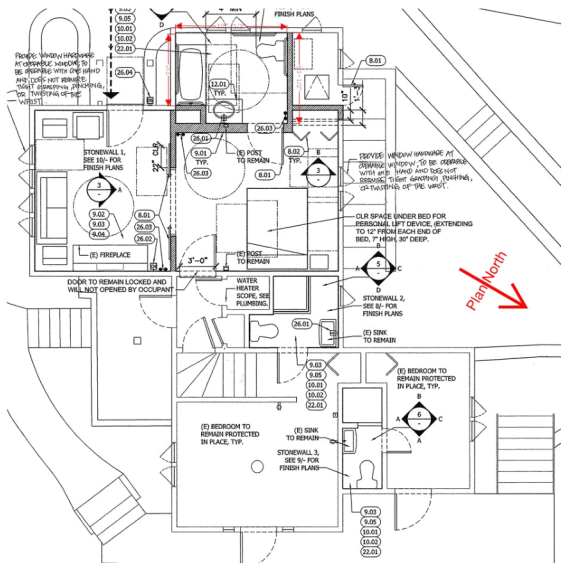 9.03
9.05
10.01
10.02
22.01
D
4" MIN
FINISH PLANS
PROVIDE WINDOW HARDWARE
AT OPERABLE WINDOW, TO
BE OPERABLE WITH ONE HAND
AND DOES NOT REQUIRE
TIGHT GRASPING, PINCHING,
OR TWISTING OF THE
WRIST.
26.04
12.01
TYP.
8.01
10"
26.03
26.01
9.01
TYP.
26.03
(E) POST
TO REMAIN
8.01
8.02
TYP.
B
3
A
STONEWALL 1,
SEE 10/- FOR
FINISH PLANS
22" CLR.
3
-
A
9.02
9.03
9.04
8.01
26.03
26.02
(E) FIREPLACE
PROVIDE WINDOW HARDWARE AT
OPERABLE WINDOW, TO BE OPERABLE
WITH ONE HAND AND DOES NOT
REQUIRE TIGHT GRASPING, PINCHING,
OR TWISTING OF THE WRIST.
CLR SPACE UNDER BED FOR
PERSONAL LIFT DEVICE, (EXTENDING
TO 12" FROM EACH END OF
BED, 7" HIGH, 30" DEEP.
3'-0"
(E) POST
TO REMAIN
B
A
5
-
C
D
Plan North
DOOR TO REMAIN LOCKED AND
WILL NOT OPENED BY OCCUPANT
WATER
HEATER
SCOPE, SEE
PLUMBING.
STONEWALL 2,
SEE 8/- FOR
FINISH PLANS
26.01
(E) SINK
TO REMAIN
9.03
9.05
10.01
10.02
22.01
(E) BEDROOM TO
REMAIN PROTECTED
IN PLACE, TYP.
B
A
6
-
C
A
(E) BEDROOM TO
REMAIN PROTECTED
IN PLACE, TYP.
(E) SINK
TO REMAIN
STONEWALL 3,
SEE 9/- FOR
FINISH PLANS
9.03
9.05
10.01
10.02
22.01